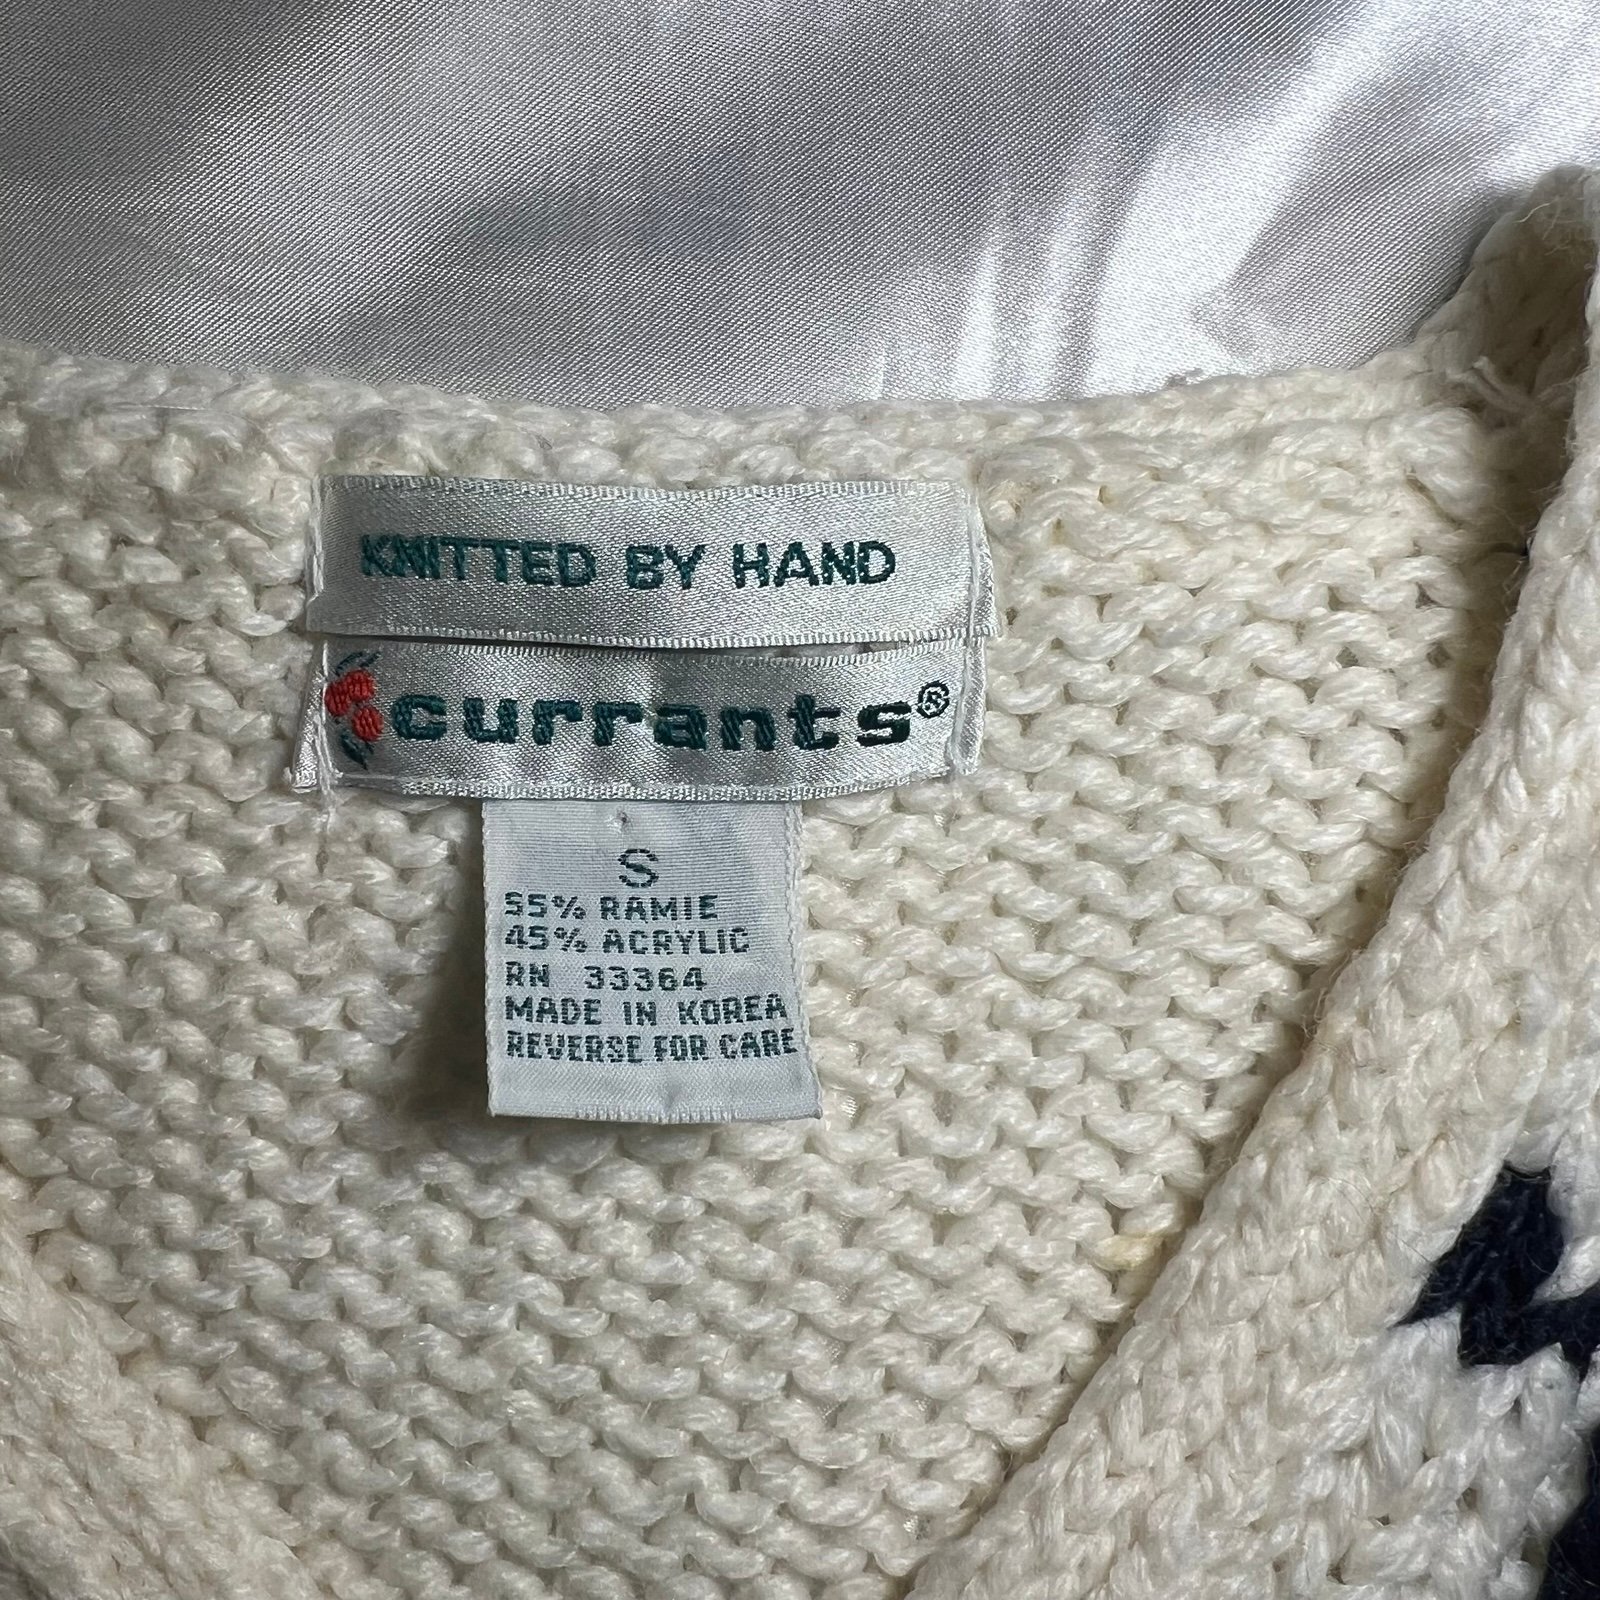 KNITTED BY HAND
currants®
S
55% RAMIE
45% ACRYLIC
RN 33364
MADE IN KOREA
REVERSE FOR CARE